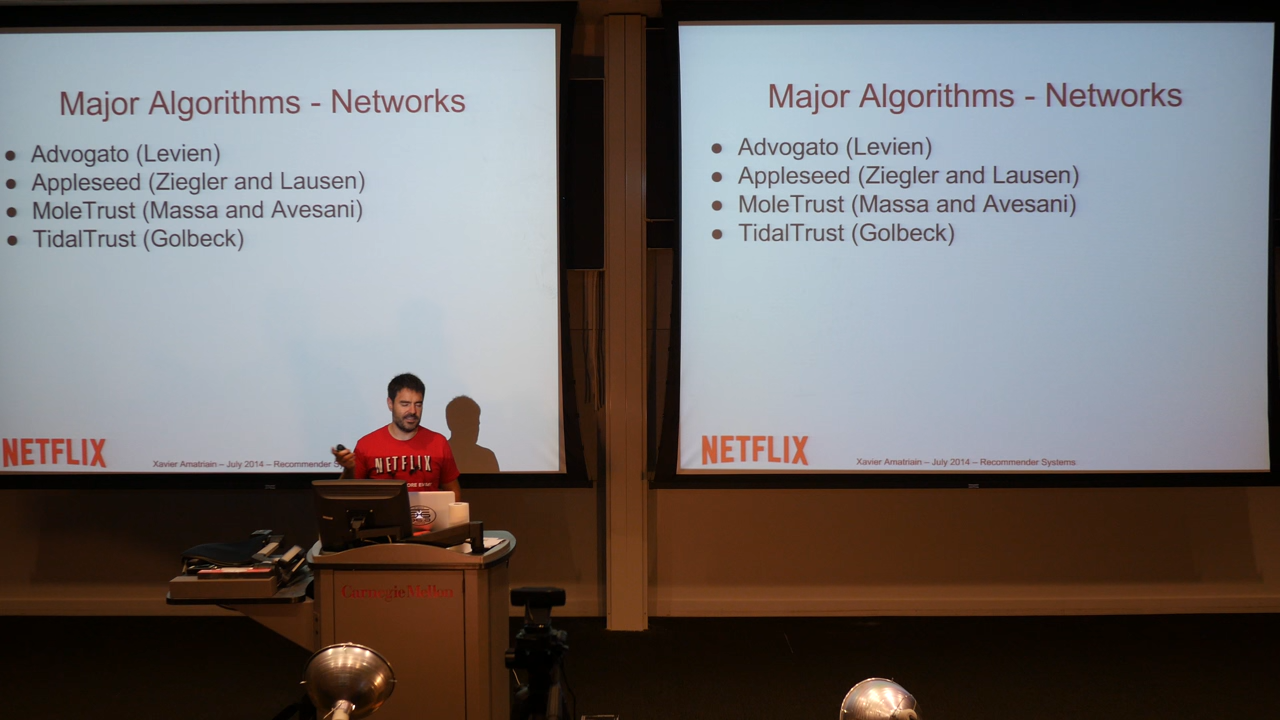 Major Algorithms - Networks
● Advogato (Levien)
● Appleseed (Ziegler and Lausen)
● MoleTrust (Massa and Avesani)
● TidalTrust (Golbeck)
NETFLIX
Xavier Amatriain – July 2014 – Recommender S
Major Algorithms - Networks
● Advogato (Levien)
● Appleseed (Ziegler and Lausen)
● MoleTrust (Massa and Avesani)
● TidalTrust (Golbeck)
NETFLIX
Xavier Amatriain – July 2014 – Recommender Systems
NETFLIX
Carnegie Mellon